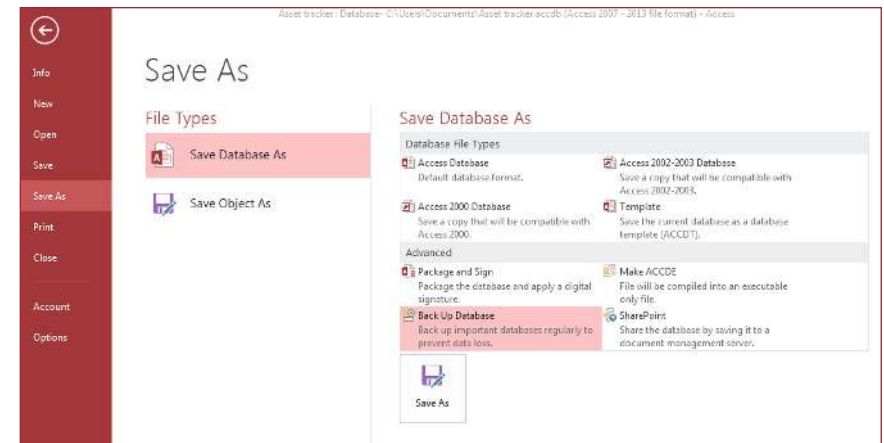 Asset tracker : Database- C:\Users\Documents\Asset tracker.accdb (Access 2007 - 2013 file format) - Access
Info
New
Open
Save
Save As
Print
Close
Account
Options
Save As
File Types
Save Database As
Save Object As
Save Database As
Database File Types
Access Database
Default database format.
Access 2002-2003 Database
Save a copy that will be compatible with
Access 2002-2003.
Access 2000 Database
Save a copy that will be compatible with
Access 2000.
Template
Save the current database as a database
template (ACCDT).
Advanced
Package and Sign
Package the database and apply a digital
signature.
Make ACCDE
File will be compiled into an executable
only file.
Back Up Database
Back up important databases regularly to
prevent data loss.
SharePoint
Share the database by saving it to a
document management server.
Save As